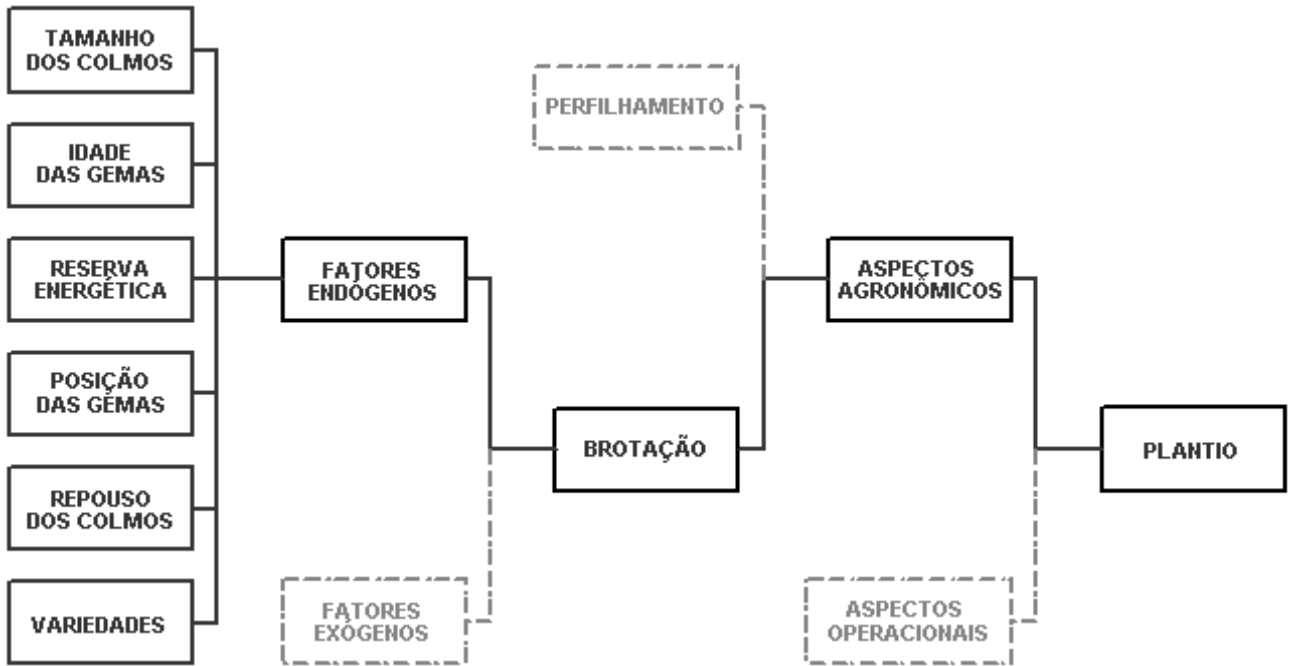 TAMANHO
DOS COLMOS
IDADE
DAS GEMAS
RESERVA
ENERGÉTICA
POSIÇÃO
DAS GEMAS
REPOUSO
DOS COLMOS
VARIEDADES
FATORES
ENDÓGENOS
FATORES
EXÓGENOS
PERFILHAMENTO
BROTAÇÃO
ASPECTOS
AGRONÔMICOS
ASPECTOS
OPERACIONAIS
PLANTIO